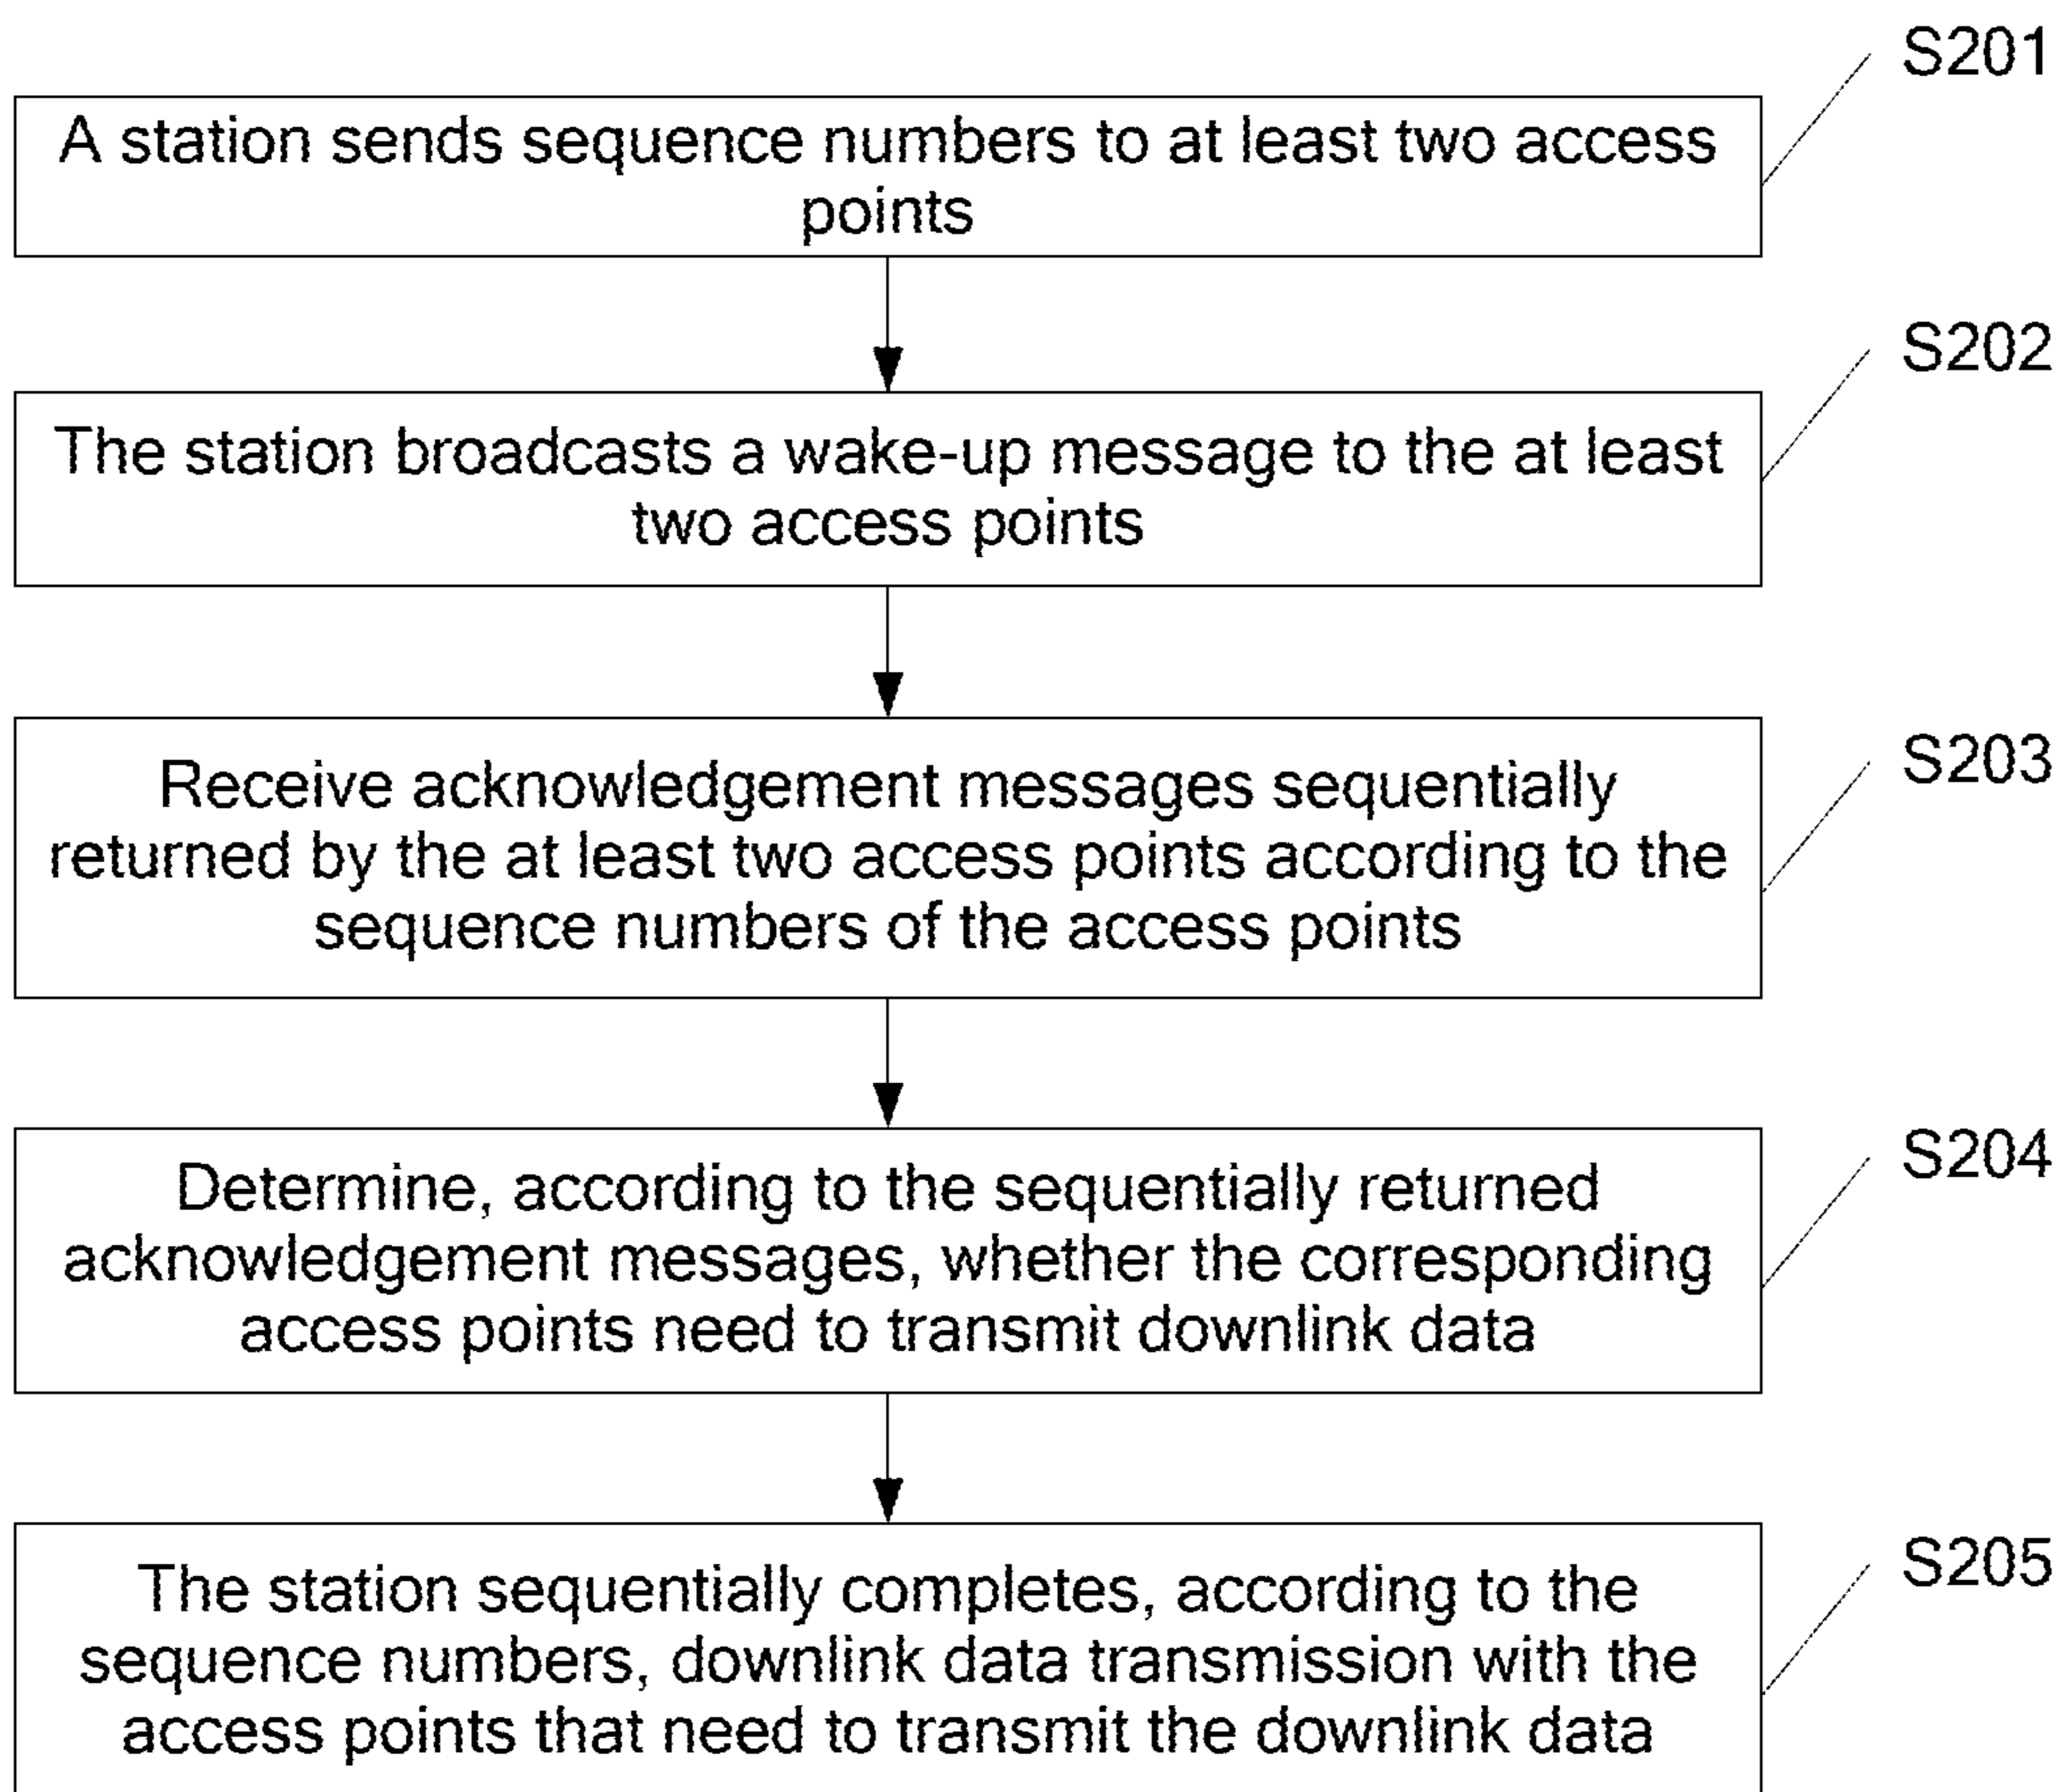 S201
A station sends sequence numbers to at least two access
points
S202
The station broadcasts a wake-up message to the at least
two access points
S203
Receive acknowledgement messages sequentially
returned by the at least two access points according to the
sequence numbers of the access points
S204
Determine, according to the sequentially returned
acknowledgement messages, whether the corresponding
access points need to transmit downlink data
S205
The station sequentially completes, according to the
sequence numbers, downlink data transmission with the
access points that need to transmit the downlink data